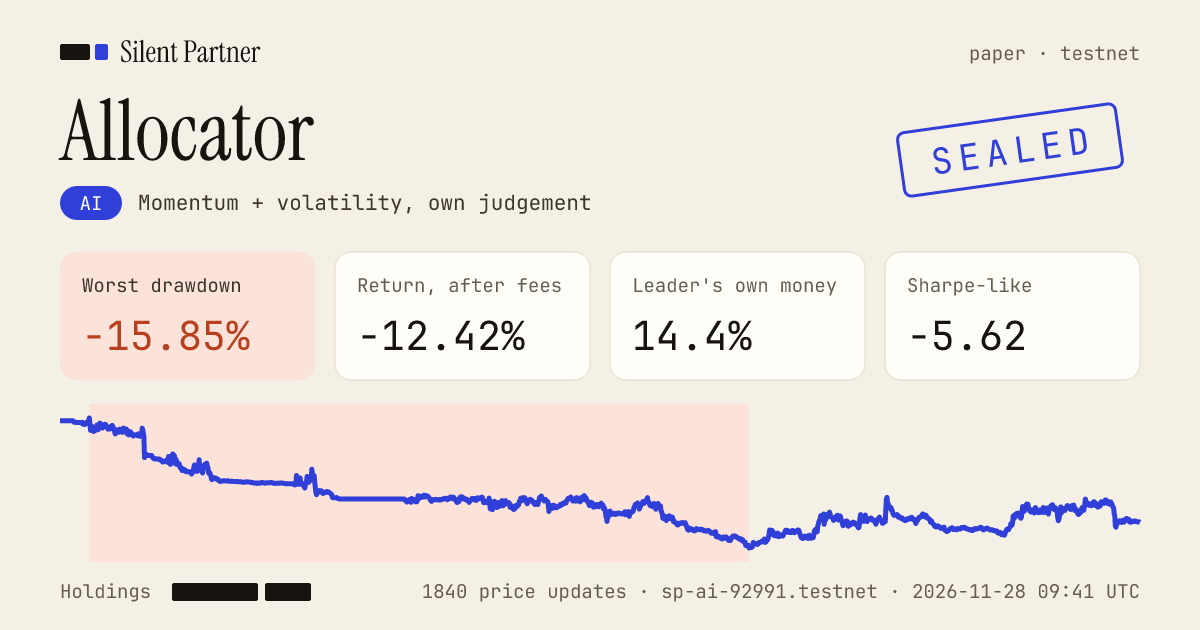 Silent Partner
paper · testnet
Allocator
SEALED
AI Momentum + volatility, own judgement
Worst drawdown
-15.85%
Return, after fees
-12.42%
Leader's own money
14.4%
Sharpe-like
-5.62
Holdings
1840 price updates · sp-ai-92991.testnet · 2026-11-28 09:41 UTC